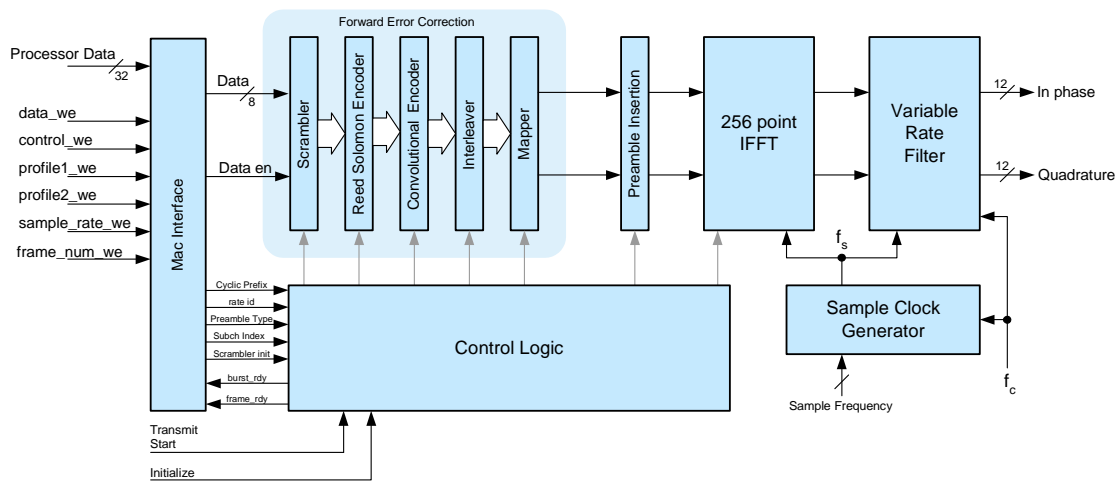 Forward Error Correction
Processor Data
32
data_we
control_we
profile1_we
profile2_we
sample_rate_we
frame_num_we
Mac Interface
Data
8
Data en
Scrambler
Reed Solomon Encoder
Convolutional Encoder
Interleaver
Mapper
Preamble Insertion
256 point
IFFT
Variable
Rate
Filter
12
In phase
12
Quadrature
fs
Cyclic Prefix
rate id
Preamble Type
Subch Index
Scrambler init
burst_rdy
frame_rdy
Control Logic
Sample Clock
Generator
Sample Frequency
fc
Transmit
Start
Initialize